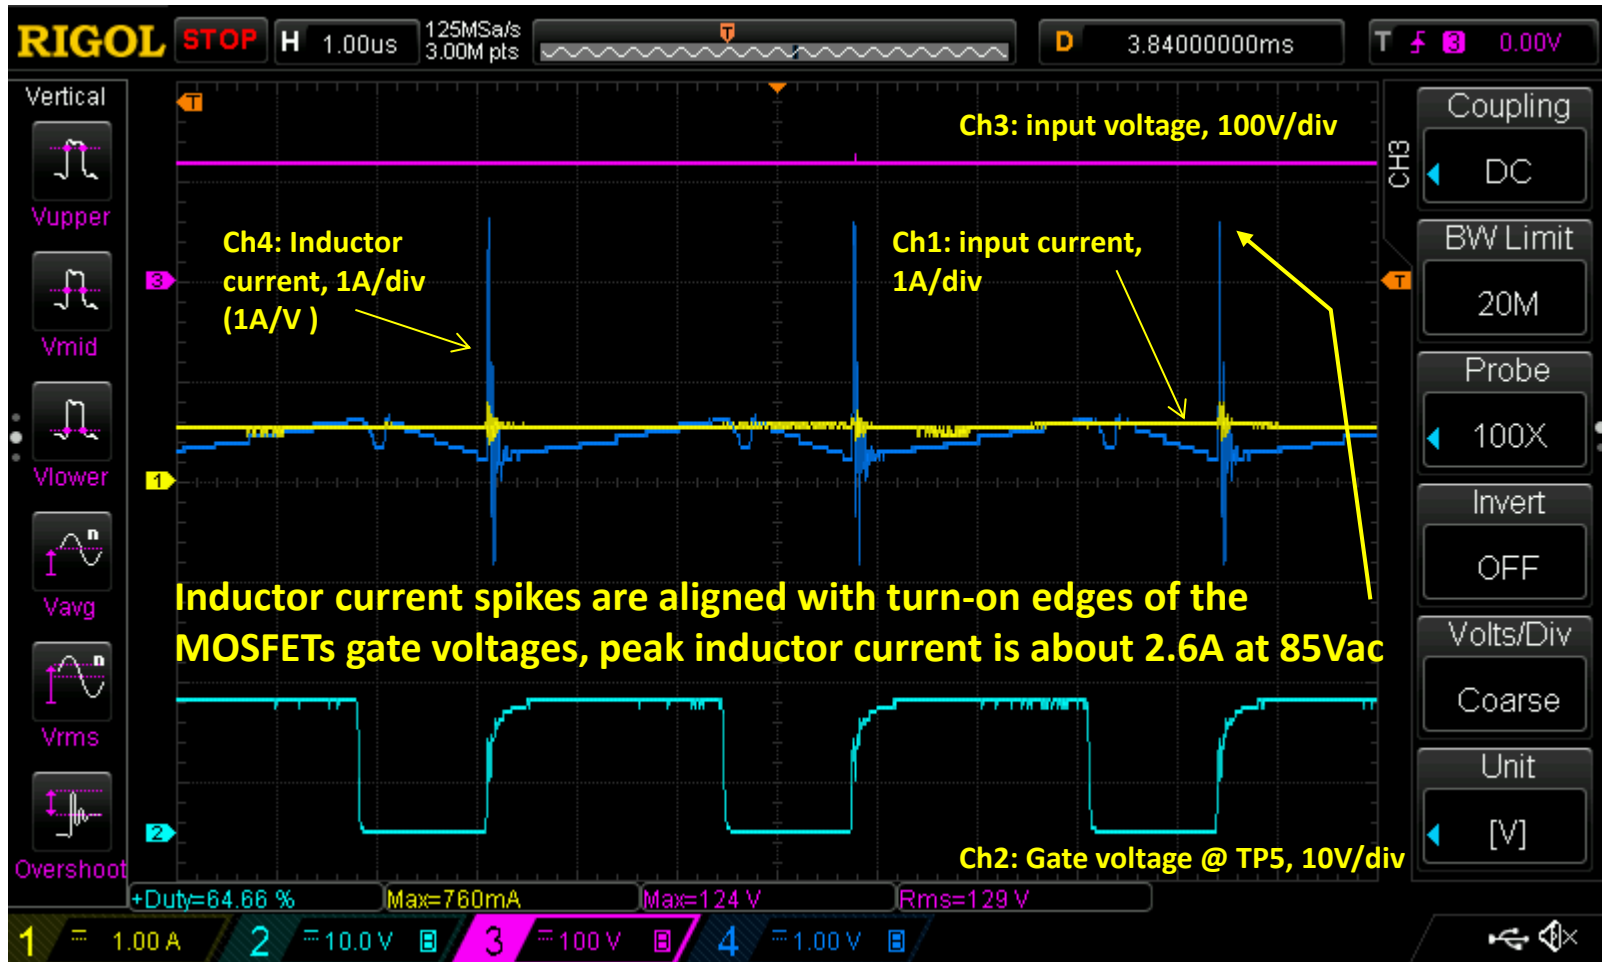 RIGOL STOP H 1.00us 125MSa/s D 3.84000000ms T 3 0.00V
3.00M pts
T
Vertical
Vupper
Vmid
Vlower
n
Vavg
n
Vrms
Overshoot
T
Ch3: input voltage, 100V/div
Ch4: Inductor
current, 1A/div
(1A/V )
Ch1: input current,
1A/div
3
T
1
Inductor current spikes are aligned with turn-on edges of the
MOSFETs gate voltages, peak inductor current is about 2.6A at 85Vac
2
Ch2: Gate voltage @ TP5, 10V/div
CH3
Coupling
DC
BW Limit
20M
Probe
100X
Invert
OFF
Volts/Div
Coarse
Unit
[V]
+Duty=64.66 % Max=760mA Max=124 V Rms=129 V
1 1.00 A 2 10.0 V B 3 100 V B 4 1.00 V B